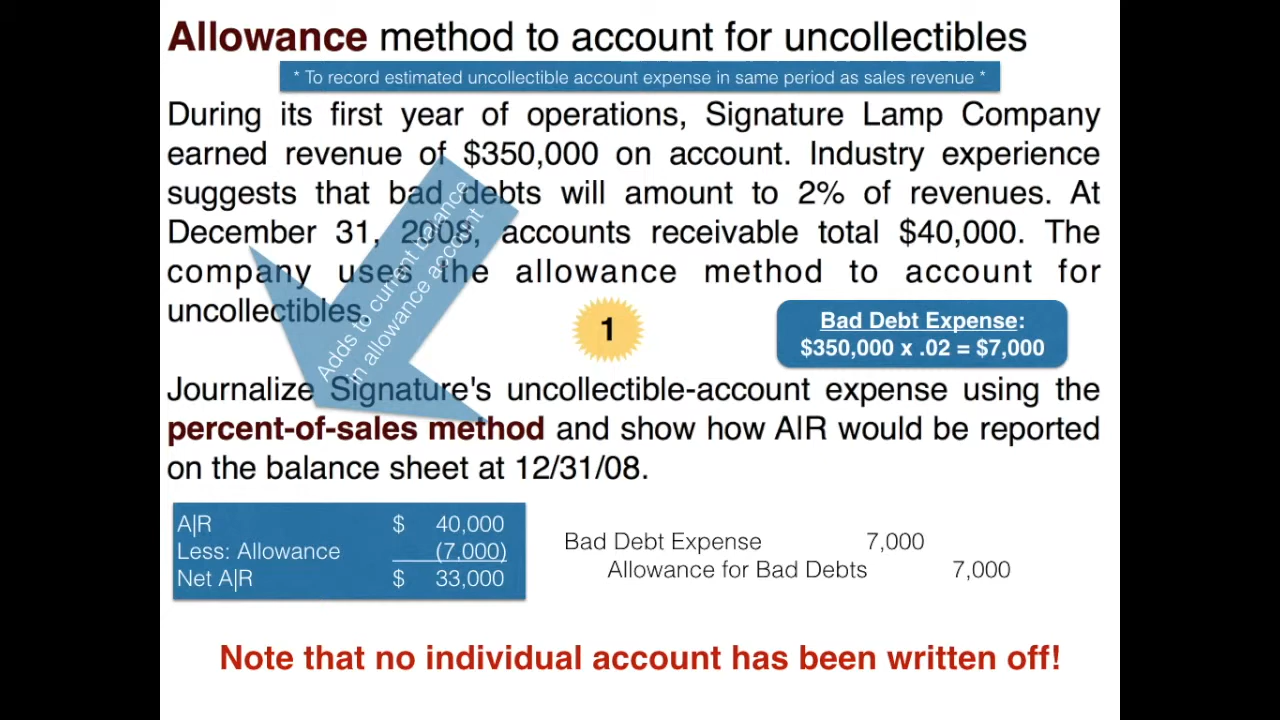 Allowance method to account for uncollectibles
* To record estimated uncollectible account expense in same period as sales revenue *
During its first year of operations, Signature Lamp Company
earned revenue of $350,000 on account. Industry experience
suggests that bad debts will amount to 2% of revenues. At
December 31, 2008, accounts receivable total $40,000. The
company uses the allowance method to account for
uncollectibles.
Adds to current balance
in allowance account
1
Bad Debt Expense:
$350,000 x .02 = $7,000
Journalize Signature's uncollectible-account expense using the
percent-of-sales method and show how A|R would be reported
on the balance sheet at 12/31/08.
A|R $ 40,000
Less: Allowance (7,000)
Net A|R $ 33,000
Bad Debt Expense 7,000
Allowance for Bad Debts 7,000
Note that no individual account has been written off!